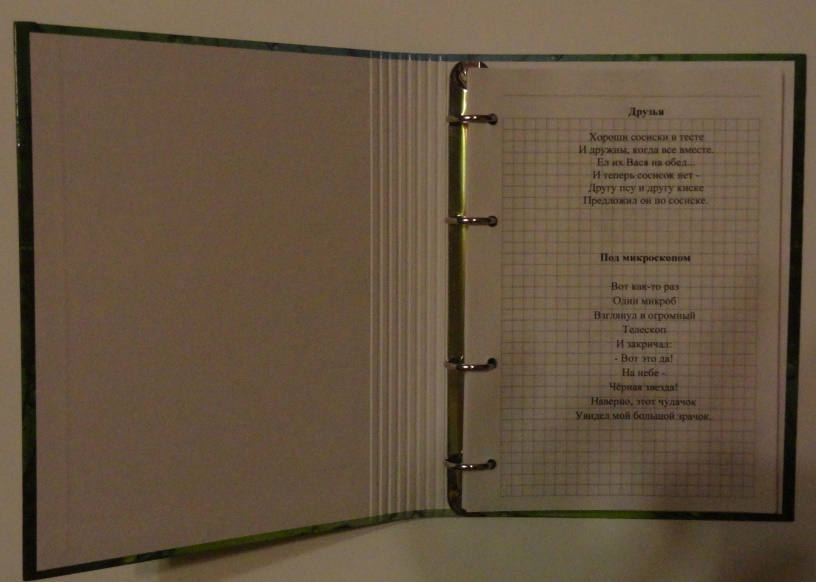 Друзья
Хороши сосиски в тесте
И дружны, когда все вместе.
Ел их Вася на обед...
И теперь сосисок нет -
Другу псу и другу киске
Предложил он по сосиске.
Под микроскопом
Вот как-то раз
Один микроб
Взглянул в огромный
Телескоп
И закричал:
- Вот это да!
На небе -
Чёрная звезда!
Наверно, этот чудачок
Увидел мой большой зрачок.